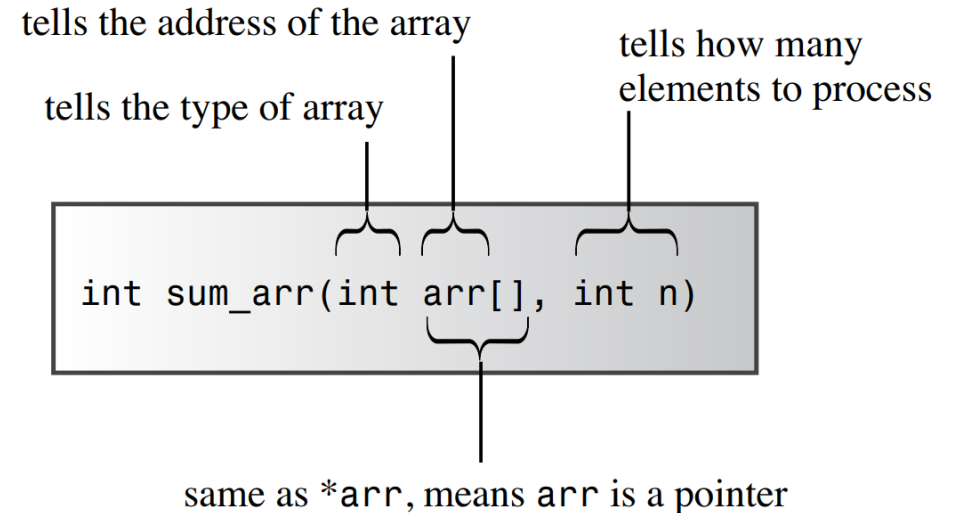 tells the address of the array
tells how many
elements to process
tells the type of array
int sum_arr(int arr[], int n)
same as *arr, means arr is a pointer